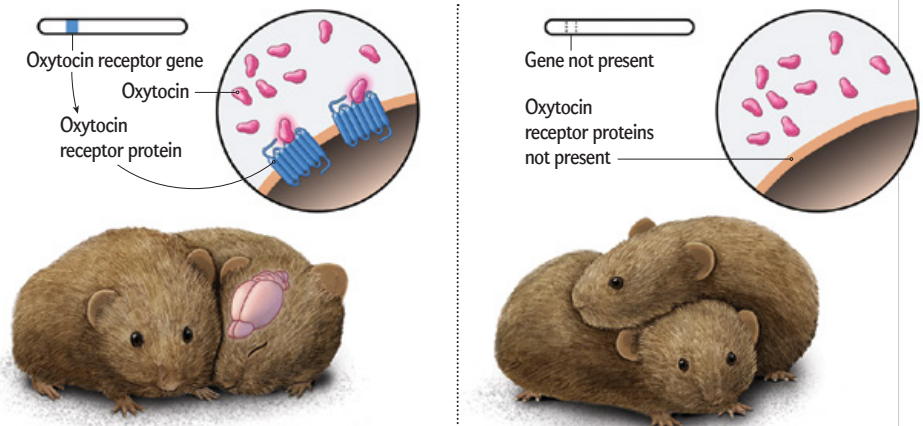 Oxytocin receptor gene
Oxytocin
Oxytocin
receptor protein
Gene not present
Oxytocin
receptor proteins
not present